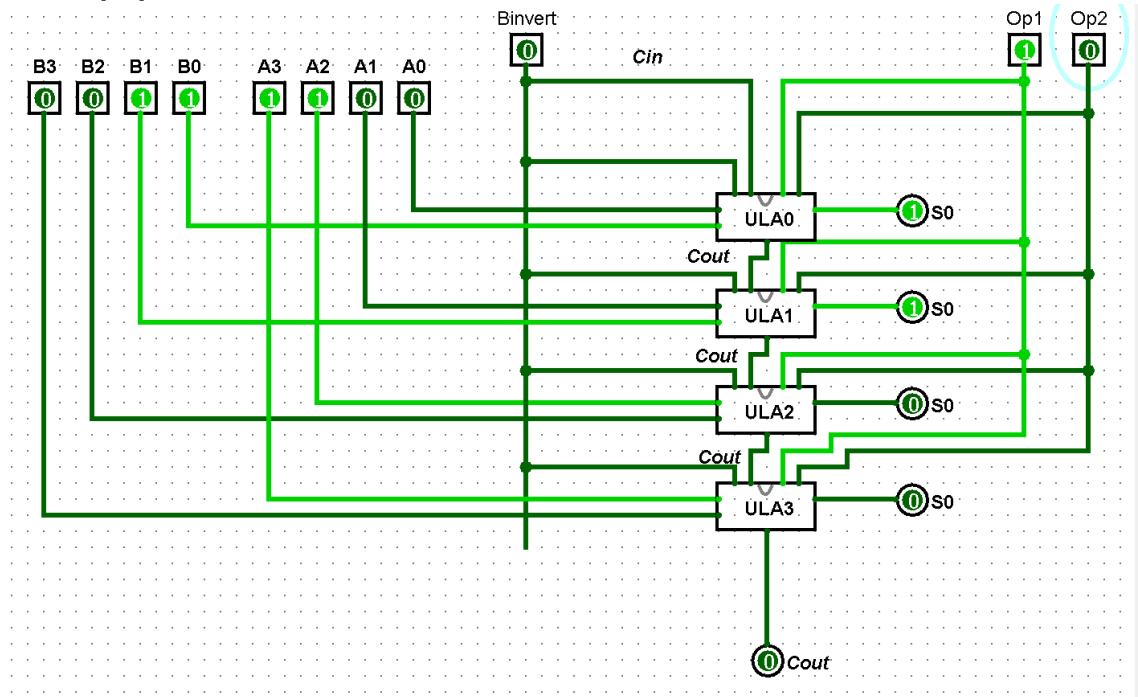 Binvert Op1 Op2
0 1 0
Cin
B3 B2 B1 B0 A3 A2 A1 A0
0 0 1 1 1 1 0 0
ULA0 1 S0
Cout
ULA1 1 S0
Cout
ULA2 0 S0
Cout
ULA3 0 S0
0 Cout